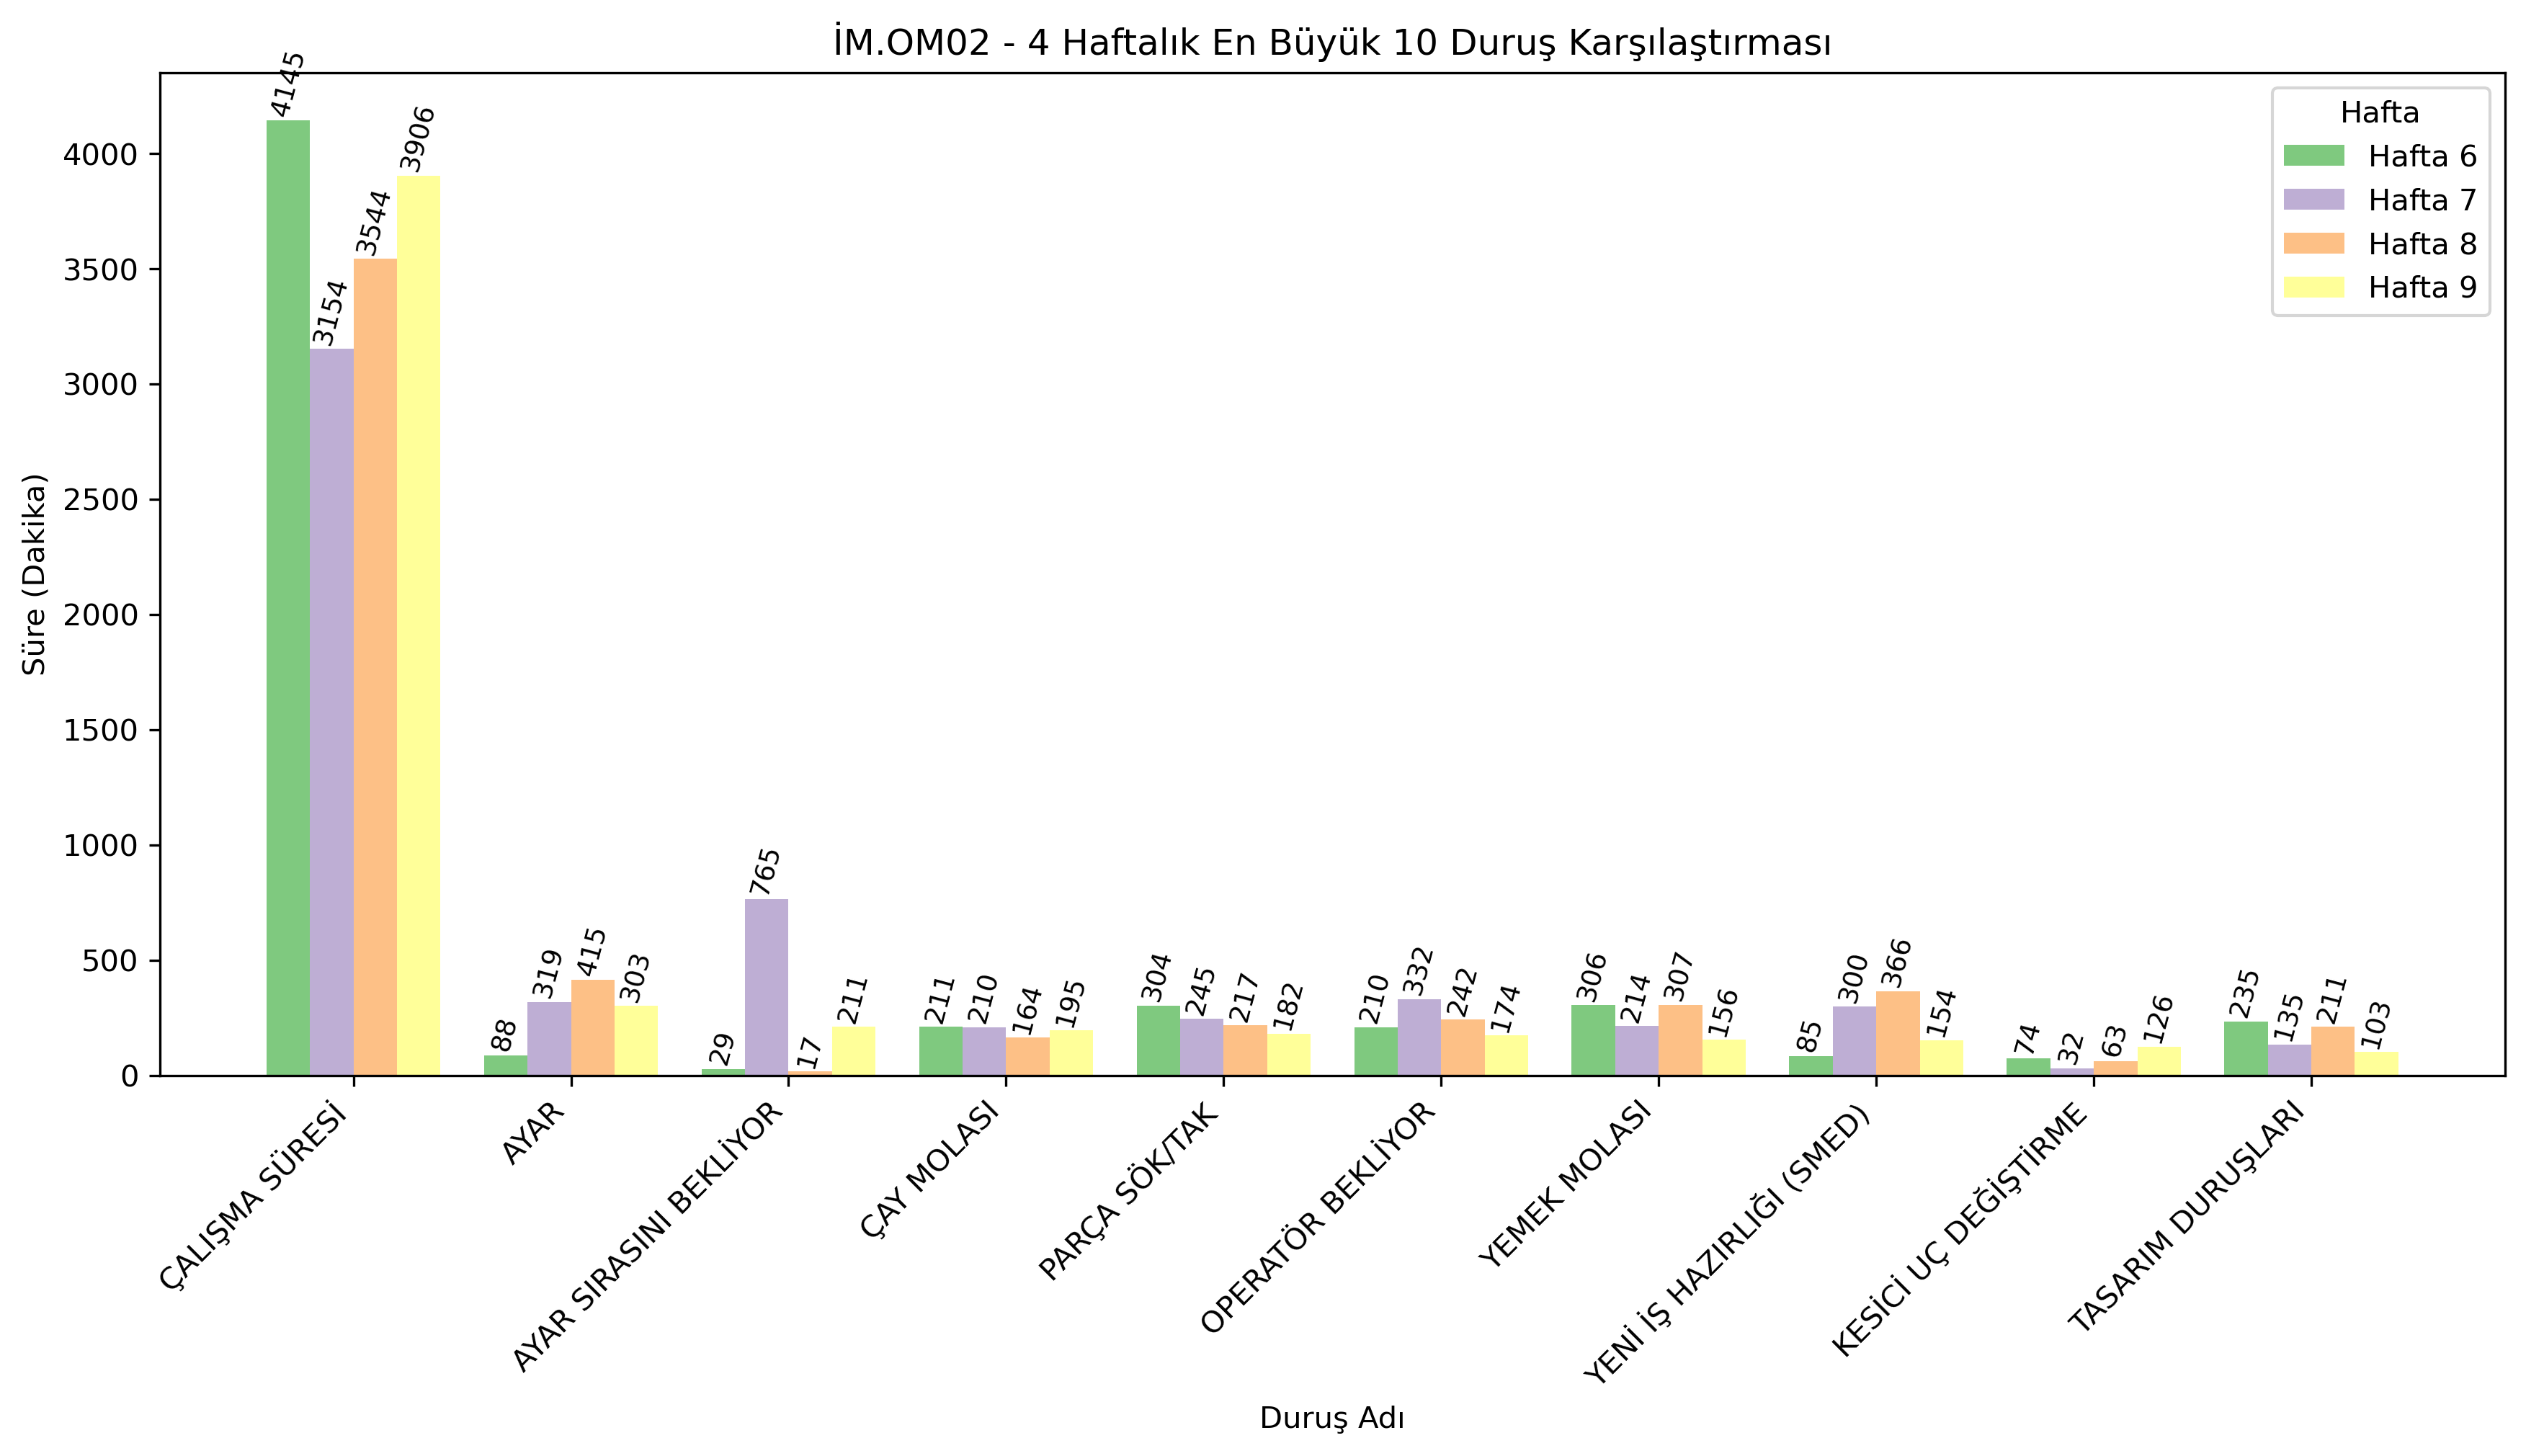 İM.OM02 - 4 Haftalık En Büyük 10 Duruş Karşılaştırması
Hafta
Hafta 6
Hafta 7
Hafta 8
Hafta 9
Süre (Dakika)
4000
3500
3000
2500
2000
1500
1000
500
0
4145 3154 3544 3906
88 319 415 303
29 765 17 211
211 210 164 195
304 245 217 182
210 332 242 174
306 214 307 156
85 300 366 154
74 32 63 126
235 135 211 103
ÇALIŞMA SÜRESİ
AYAR
AYAR SIRASINI BEKLİYOR
ÇAY MOLASI
PARÇA SÖK/TAK
OPERATÖR BEKLİYOR
YEMEK MOLASI
YENİ İŞ HAZIRLIĞI (SMED)
KESİCİ UÇ DEĞİŞTİRME
TASARIM DURUŞLARI
Duruş Adı